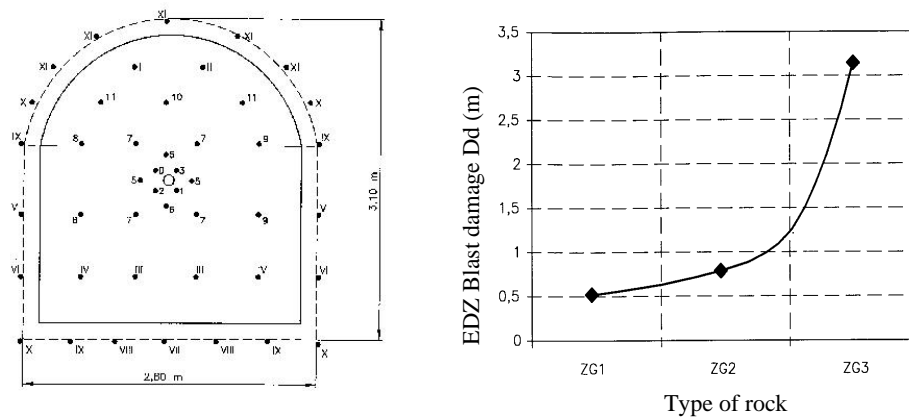 XI
XI XI
XI I II XI
X 11 10 11 X
IX 8 7 7 9 IX
5
0 3
5 5
2 1
6
V 8 7 7 9 V
VI IV III III V VI
X IX VIII VII VIII IX X
2,80 m
3,10 m
EDZ Blast damage Dd (m)
3,5
3
2,5
2
1,5
1
0,5
0
ZG1 ZG2 ZG3
Type of rock